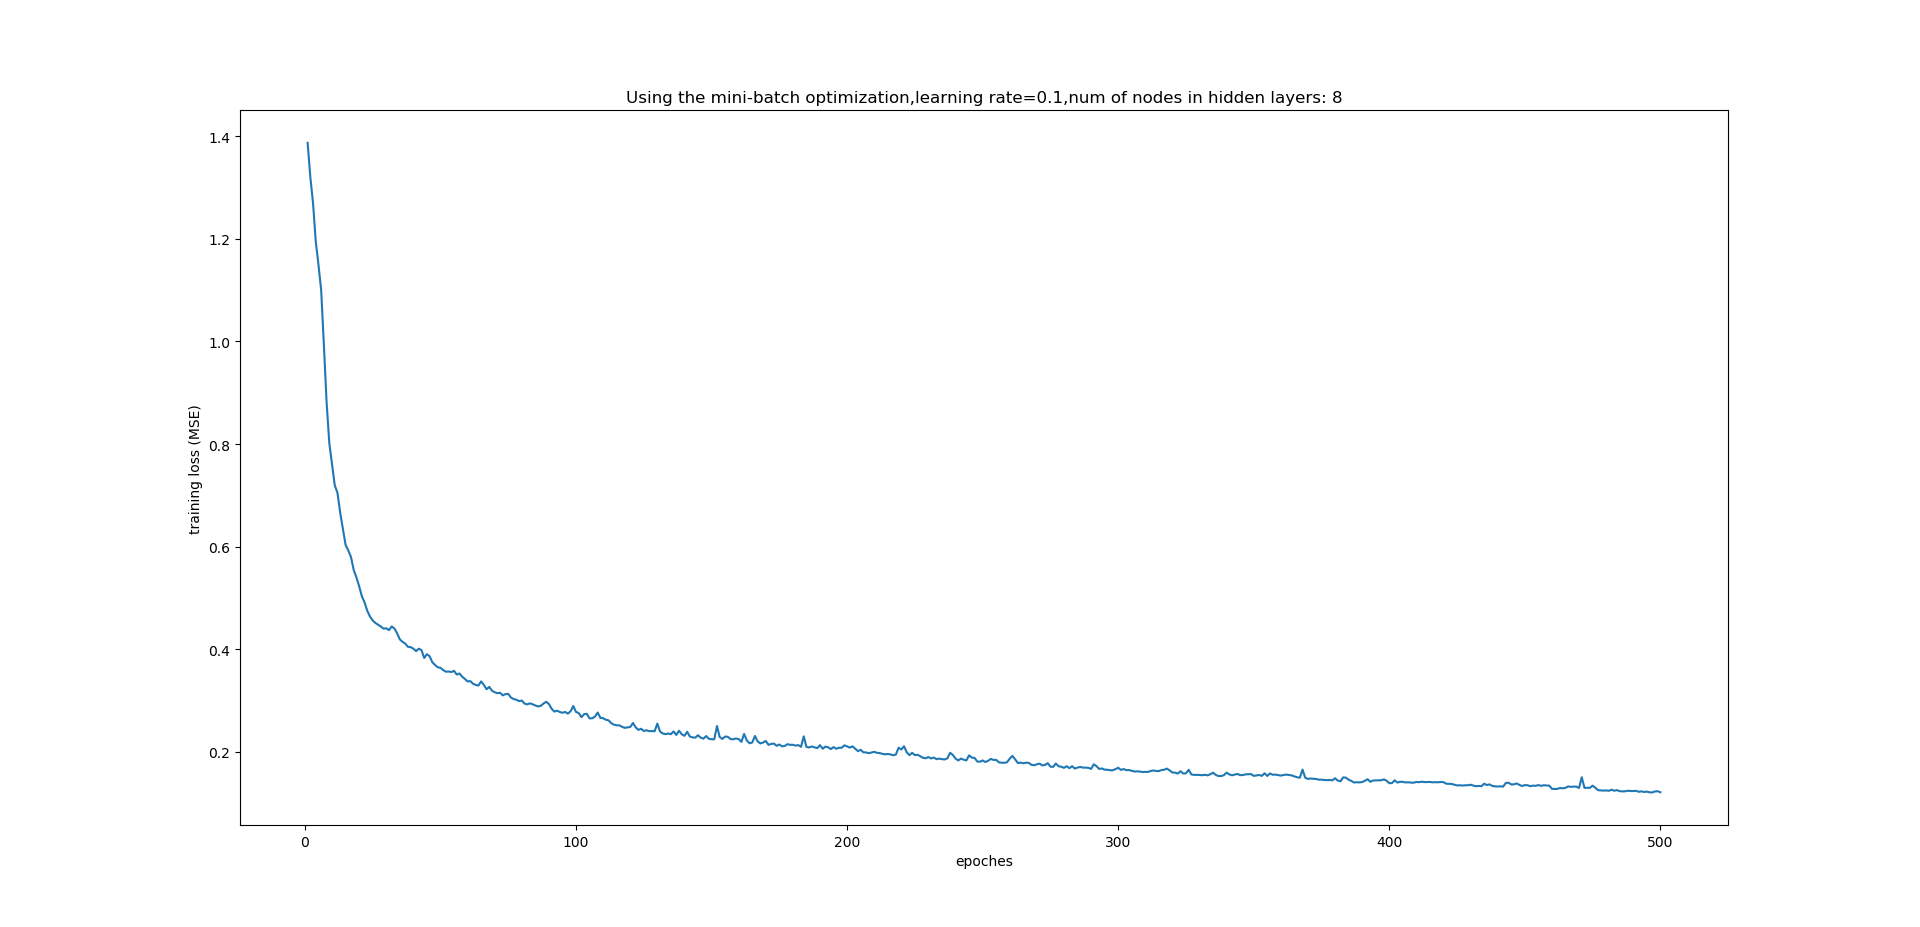 Using the mini-batch optimization,learning rate=0.1,num of nodes in hidden layers: 8
1.4
1.2
1.0
0.8
0.6
0.4
0.2
training loss (MSE)
0 100 200 300 400 500
epoches